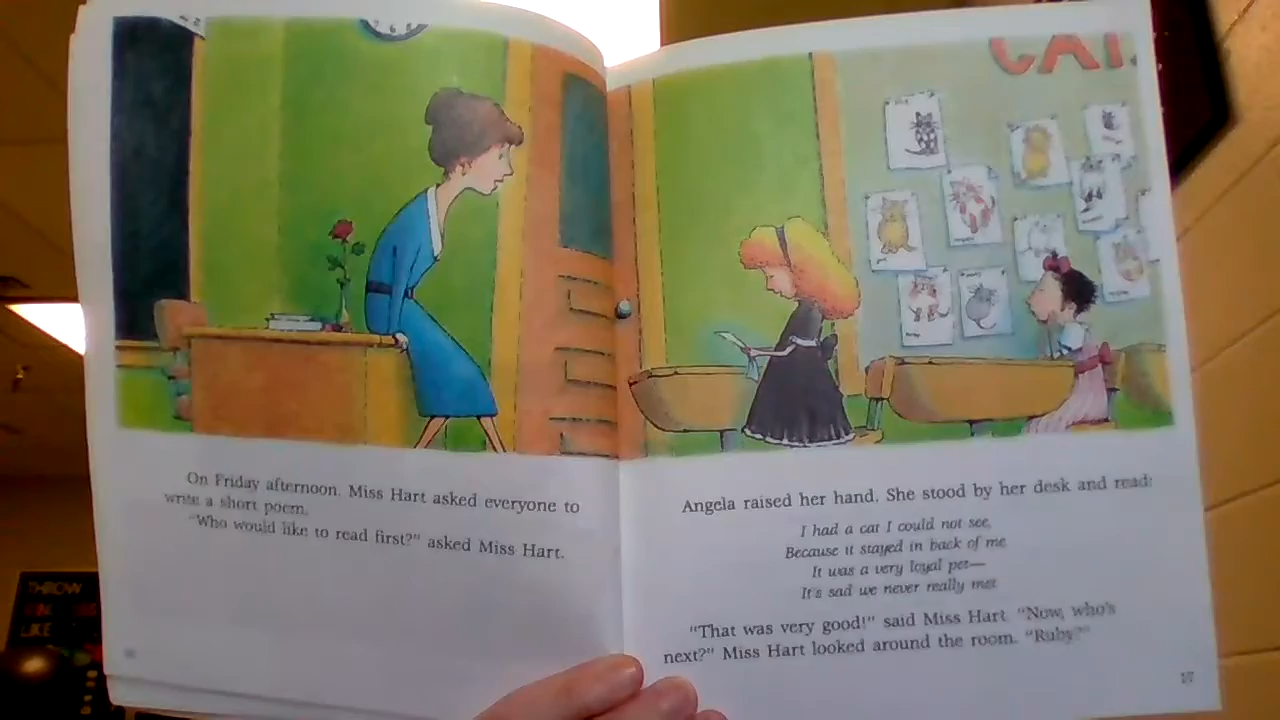 On Friday afternoon. Miss Hart asked everyone to
write a short poem.
"Who would like to read first?" asked Miss Hart.
CAT
Angela raised her hand. She stood by her desk and read:
I had a cat I could not see,
Because it stayed in back of me
It was a very loyal pet—
It's sad we never really met
"That was very good!" said Miss Hart. "Now, who's
next?" Miss Hart looked around the room. "Ruby?"
17
THROW
LIKE